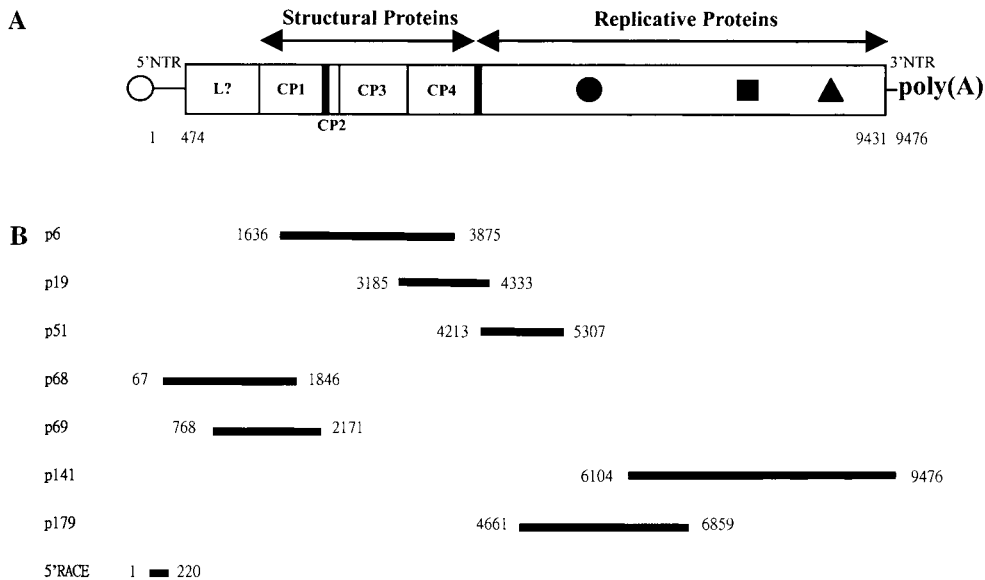 A
Structural Proteins
Replicative Proteins
5'NTR
3'NTR
L?
CP1
CP2
CP3
CP4
poly(A)
1
474
9431
9476
B
p6
1636
3875
p19
3185
4333
p51
4213
5307
p68
67
1846
p69
768
2171
p141
6104
9476
p179
4661
6859
5'RACE
1
220